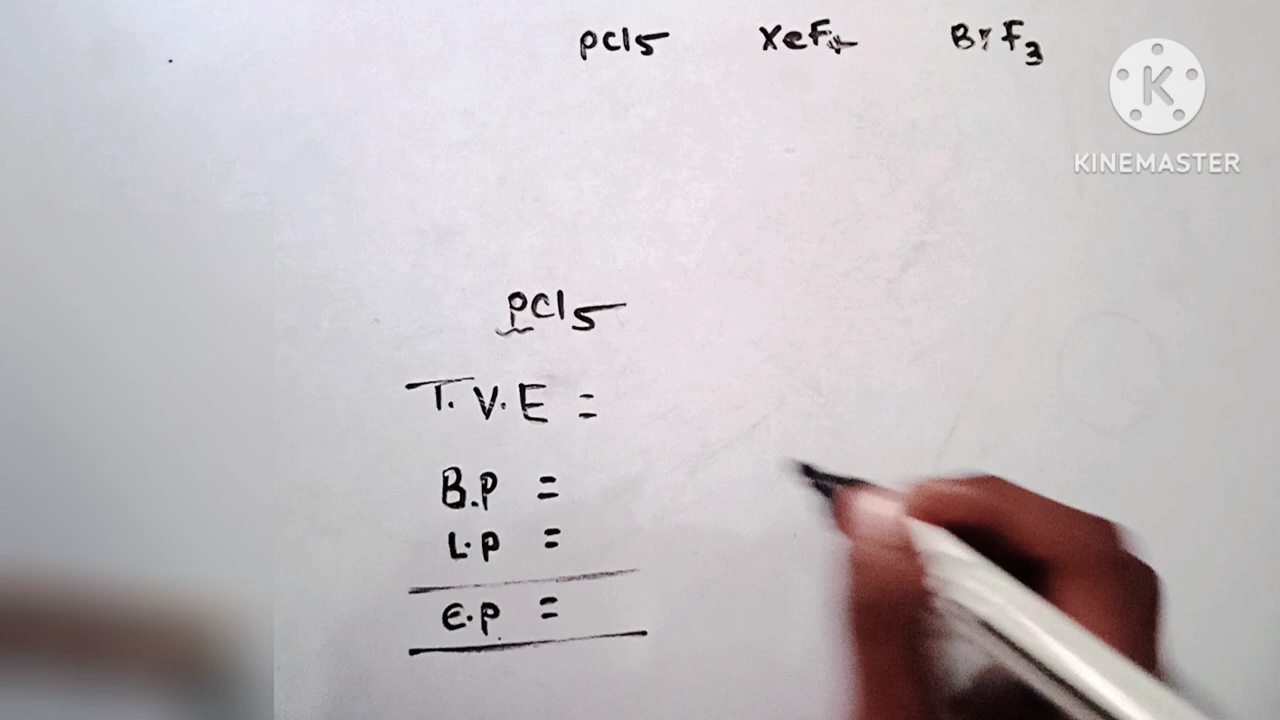 pcl5 XeF4 BrF3
K
KINEMASTER
pcl5
T.V.E =
B.P =
L.P =
E.P =